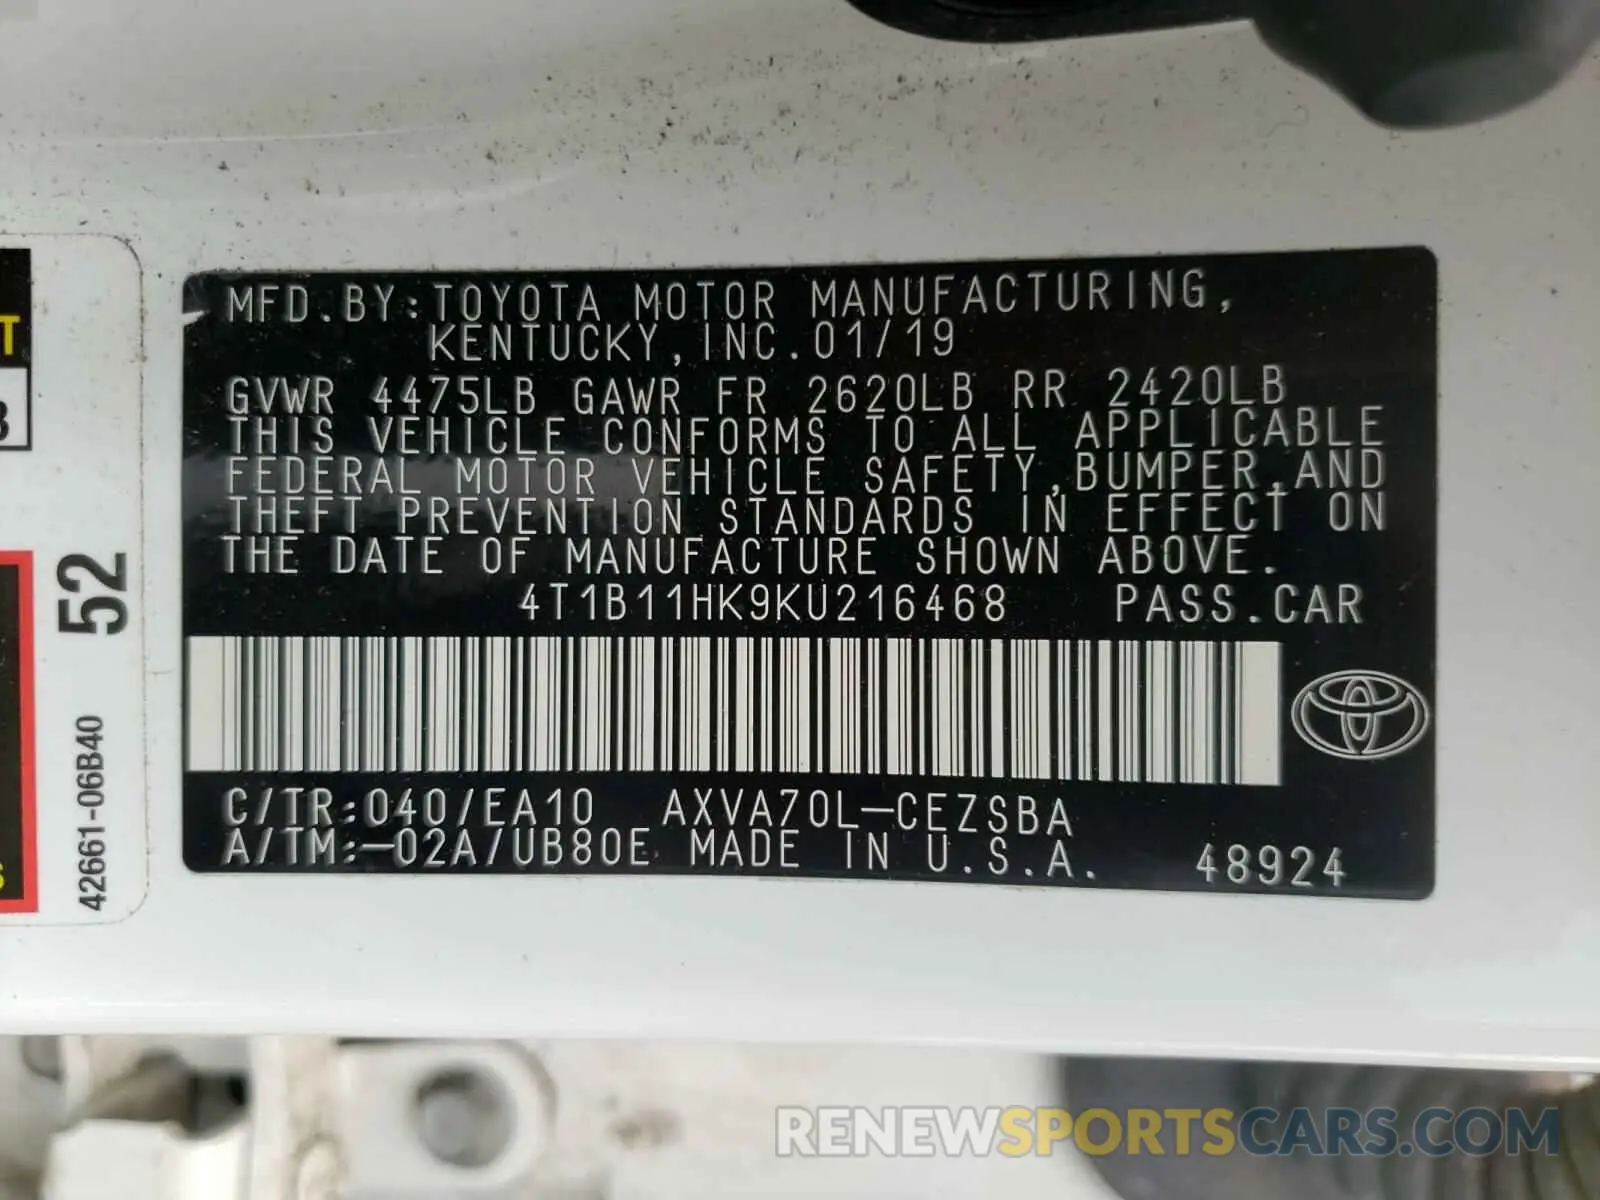 MFD.BY:TOYOTA MOTOR MANUFACTURING,
KENTUCKY,INC.01/19
GVWR 4475LB GAWR FR 2620LB RR 2420LB
THIS VEHICLE CONFORMS TO ALL APPLICABLE
FEDERAL MOTOR VEHICLE SAFETY,BUMPER,AND
THEFT PREVENTION STANDARDS IN EFFECT ON
THE DATE OF MANUFACTURE SHOWN ABOVE.
4T1B11HK9KU216468 PASS.CAR
C/TR:040/EA10 AXVA70L-CEZSBA
A/TM:-02A/UB80E MADE IN U.S.A. 48924
52
42661-06B40
RENEWSPORTSCARS.COM